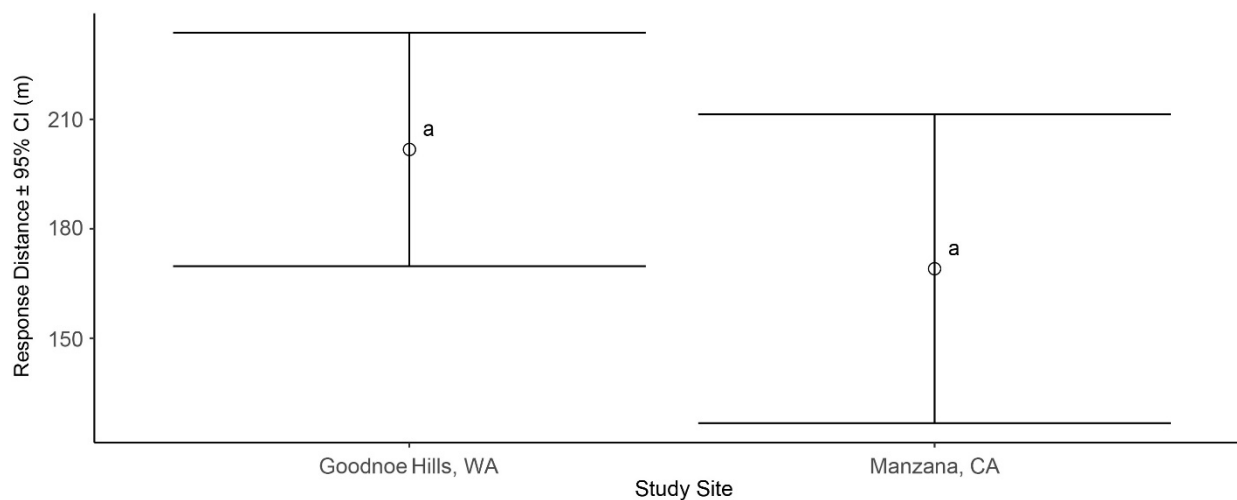 Response Distance ± 95% CI (m)
210
180
150
a
a
Goodnoe Hills, WA
Manzana, CA
Study Site